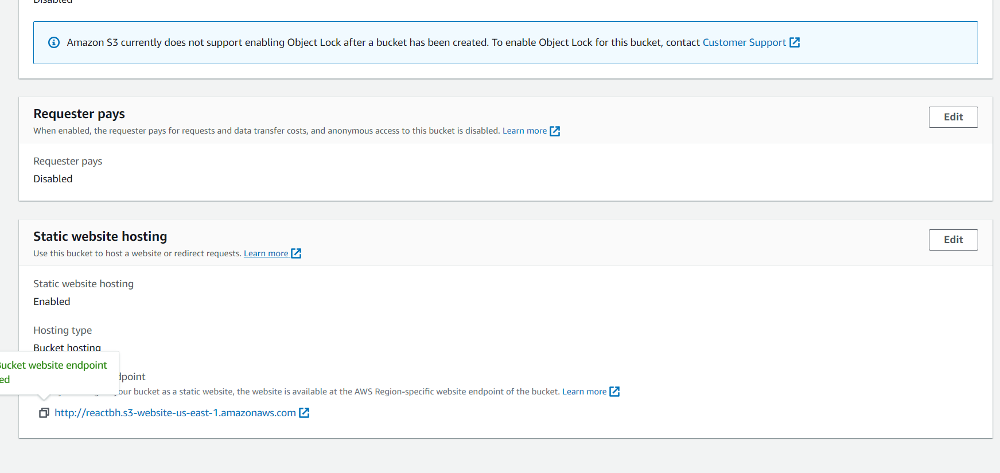 Disabled
Amazon S3 currently does not support enabling Object Lock after a bucket has been created. To enable Object Lock for this bucket, contact Customer Support
Requester pays
Edit
When enabled, the requester pays for requests and data transfer costs, and anonymous access to this bucket is disabled. Learn more
Requester pays
Disabled
Static website hosting
Edit
Use this bucket to host a website or redirect requests. Learn more
Static website hosting
Enabled
Hosting type
Bucket hosting
Bucket website endpoint
ed
dpoint
our bucket as a static website, the website is available at the AWS Region-specific website endpoint of the bucket. Learn more
http://reactbh.s3-website-us-east-1.amazonaws.com